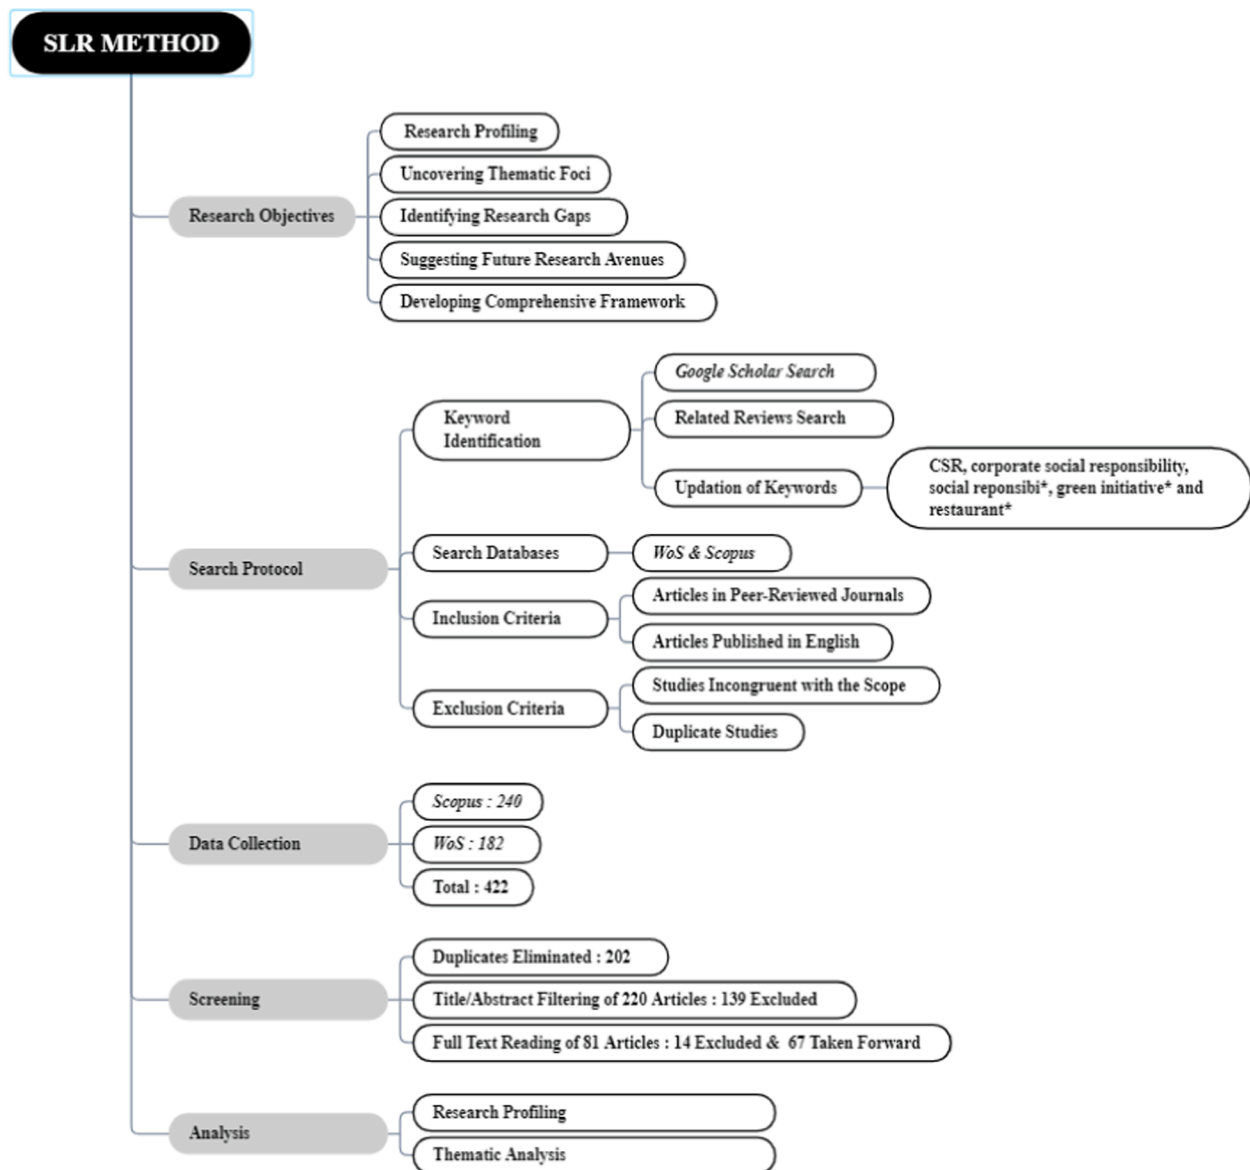 SLR METHOD
Research Objectives
Research Profiling
Uncovering Thematic Foci
Identifying Research Gaps
Suggesting Future Research Avenues
Developing Comprehensive Framework
Search Protocol
Keyword
Identification
Google Scholar Search
Related Reviews Search
Updation of Keywords
CSR, corporate social responsibility,
social reponsibi*, green initiative* and
restaurant*
Search Databases
WoS & Scopus
Inclusion Criteria
Articles in Peer-Reviewed Journals
Articles Published in English
Exclusion Criteria
Studies Incongruent with the Scope
Duplicate Studies
Data Collection
Scopus : 240
WoS : 182
Total : 422
Screening
Duplicates Eliminated : 202
Title/Abstract Filtering of 220 Articles : 139 Excluded
Full Text Reading of 81 Articles : 14 Excluded & 67 Taken Forward
Analysis
Research Profiling
Thematic Analysis